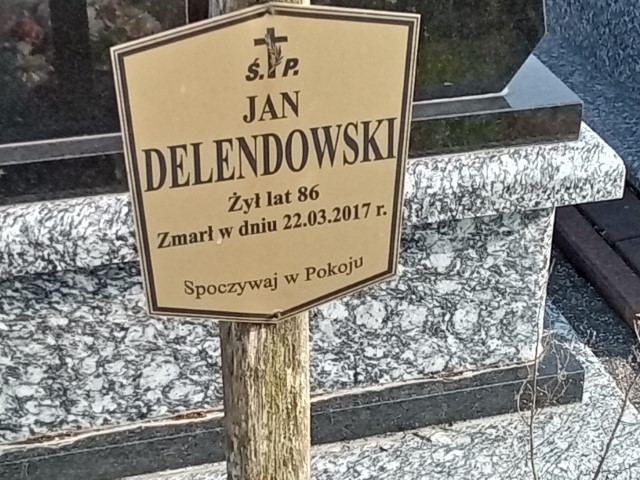 Ś.P.
JAN
DELENDOWSKI
Żył lat 86
Zmarł w dniu 22.03.2017 r.
Spoczywaj w Pokoju